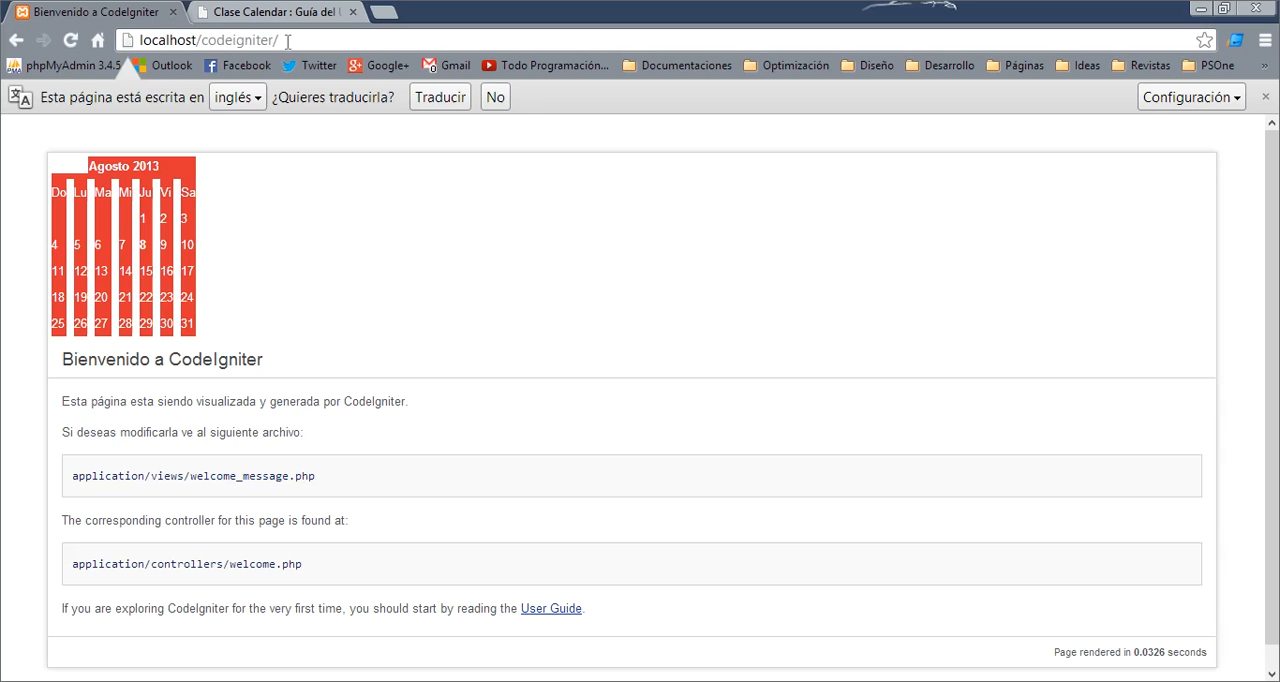 Bienvenido a CodeIgniter
Clase Calendar : Guía del U
localhost/codeigniter/
phpMyAdmin 3.4.5 Outlook Facebook Twitter Google+ Gmail Todo Programación... Documentaciones Optimización Diseño Desarrollo Páginas Ideas Revistas PSOne »
Esta página está escrita en inglés ¿Quieres traducirla? Traducir No Configuración
Agosto 2013
Do Lu Ma Mi Ju Vi Sa
1 2 3
4 5 6 7 8 9 10
11 12 13 14 15 16 17
18 19 20 21 22 23 24
25 26 27 28 29 30 31
Bienvenido a CodeIgniter
Esta página esta siendo visualizada y generada por CodeIgniter.
Si deseas modificarla ve al siguiente archivo:
application/views/welcome_message.php
The corresponding controller for this page is found at:
application/controllers/welcome.php
If you are exploring CodeIgniter for the very first time, you should start by reading the User Guide.
Page rendered in 0.0326 seconds